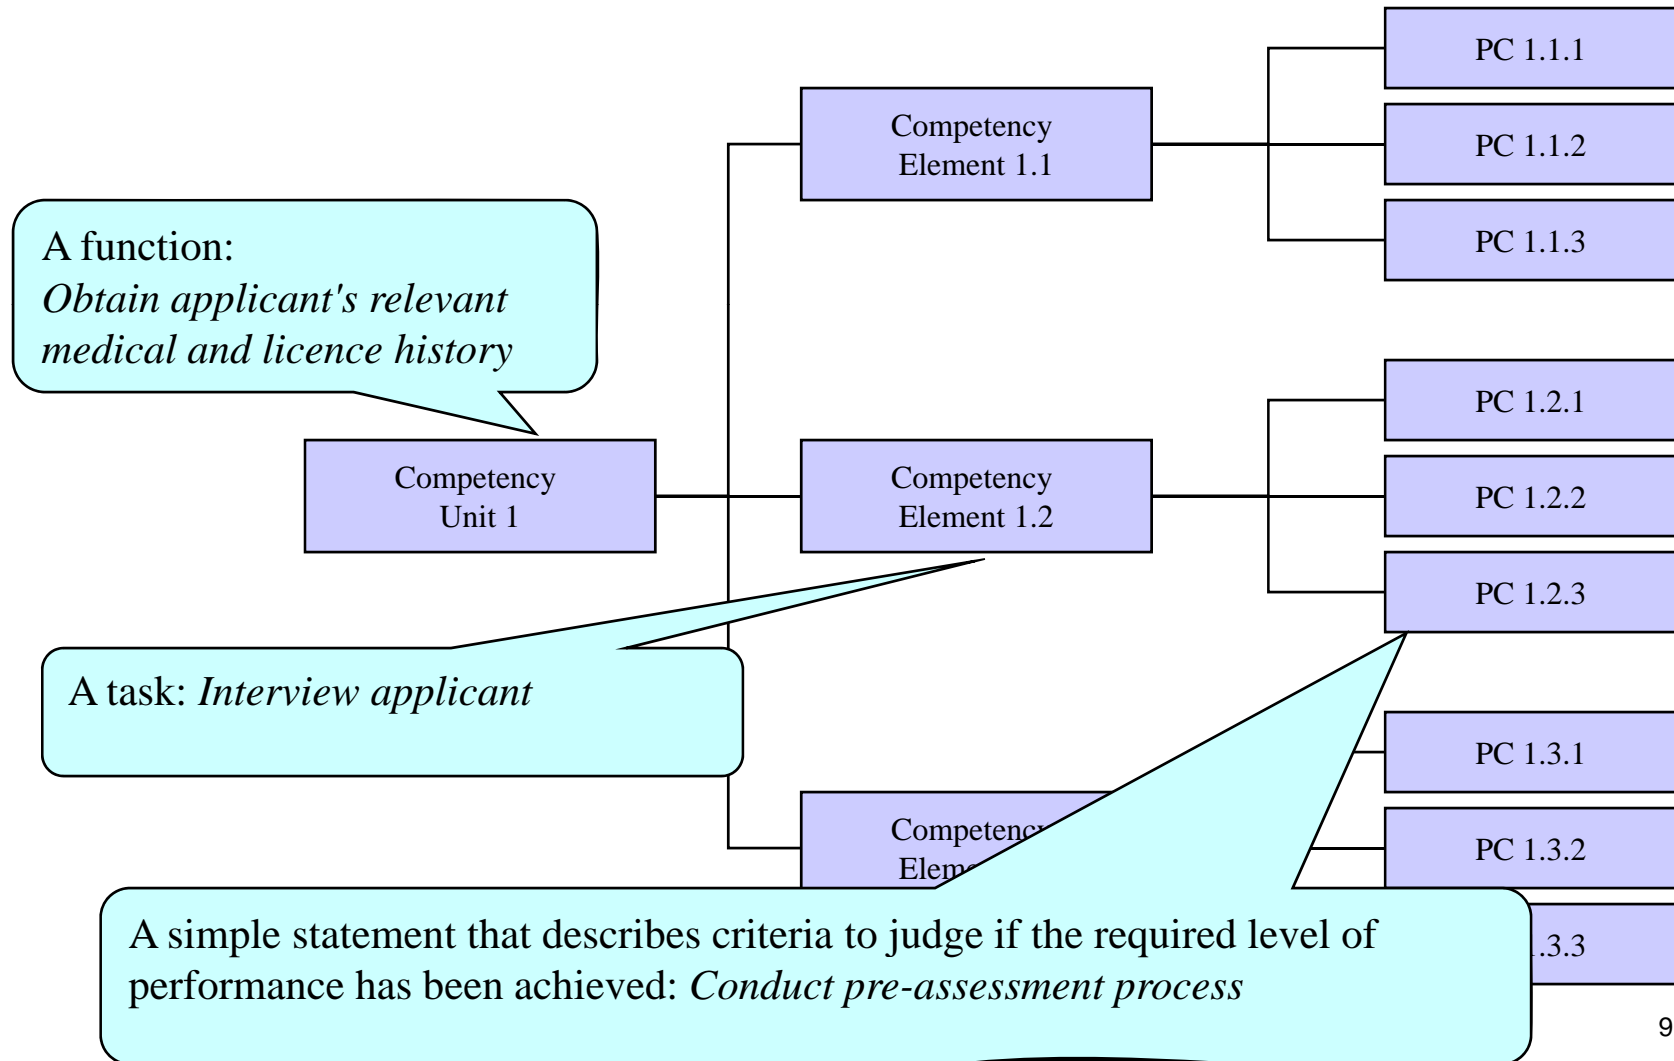 PC 1.1.1
Competency
Element 1.1
PC 1.1.2
PC 1.1.3
A function:
Obtain applicant's relevant
medical and licence history
PC 1.2.1
Competency
Unit 1
Competency
Element 1.2
PC 1.2.2
PC 1.2.3
A task: Interview applicant
PC 1.3.1
Competency
PC 1.3.2
A simple statement that describes criteria to judge if the required level of
performance has been achieved: Conduct pre-assessment process
.3.3
9